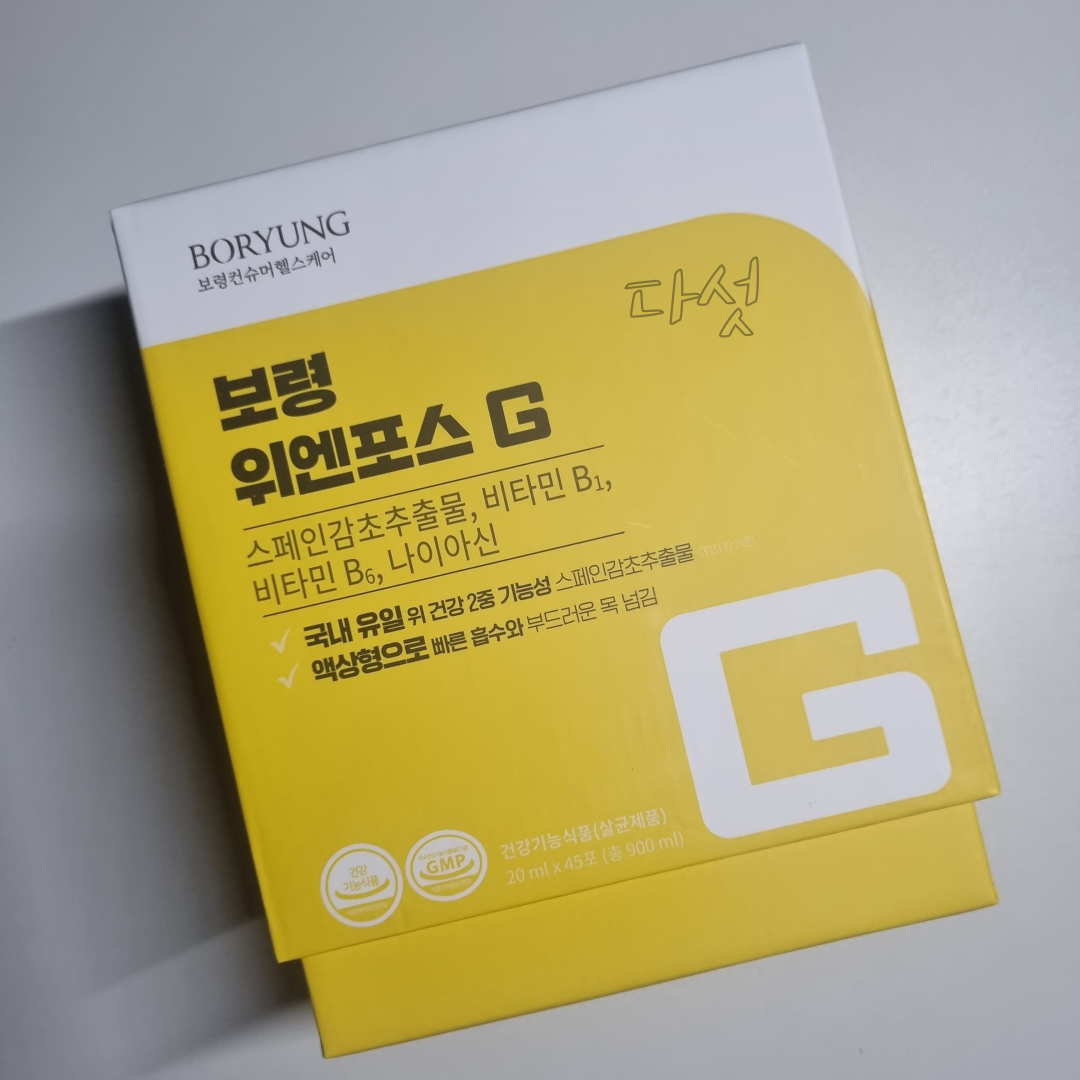 BORYUNG
보령컨슈머헬스케어
다섯
보령
위엔포스 G
스페인감초추출물, 비타민 B₁,
비타민 B₆, 나이아신
국내 유일 위 건강 2중 기능성 스페인감초추출물
액상형으로 빠른 흡수와 부드러운 목 넘김
G
건강
기능식품
GMP
건강기능식품(살균제품)
20 ml x 45포 (총 900 ml)